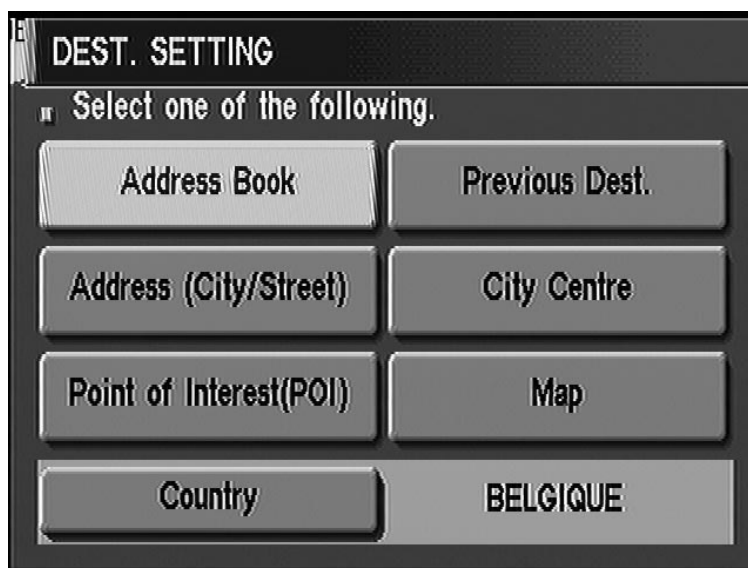 DEST. SETTING
Select one of the following.
Address Book
Previous Dest.
Address (City/Street)
City Centre
Point of Interest(POI)
Map
Country
BELGIQUE